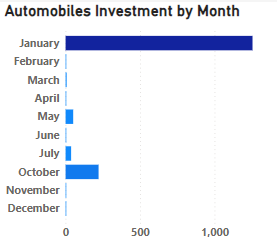 Automobiles Investment by Month
January
February
March
April
May
June
July
October
November
December
0 500 1,000